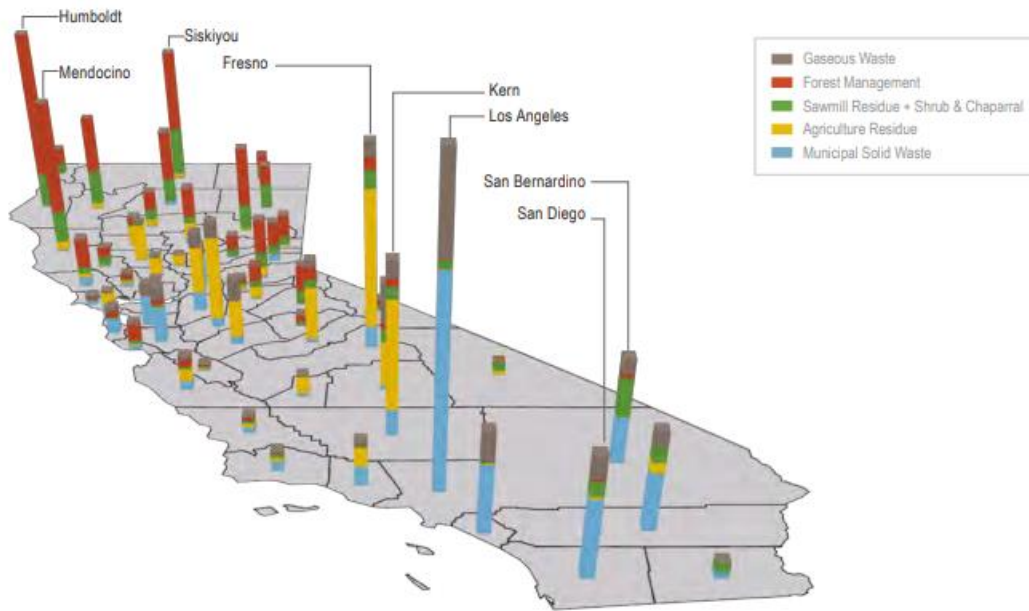 Humboldt
Siskiyou
Fresno
Mendocino
Kern
Los Angeles
San Bernardino
San Diego
Gaseous Waste
Forest Management
Sawmill Residue + Shrub & Chaparral
Agriculture Residue
Municipal Solid Waste